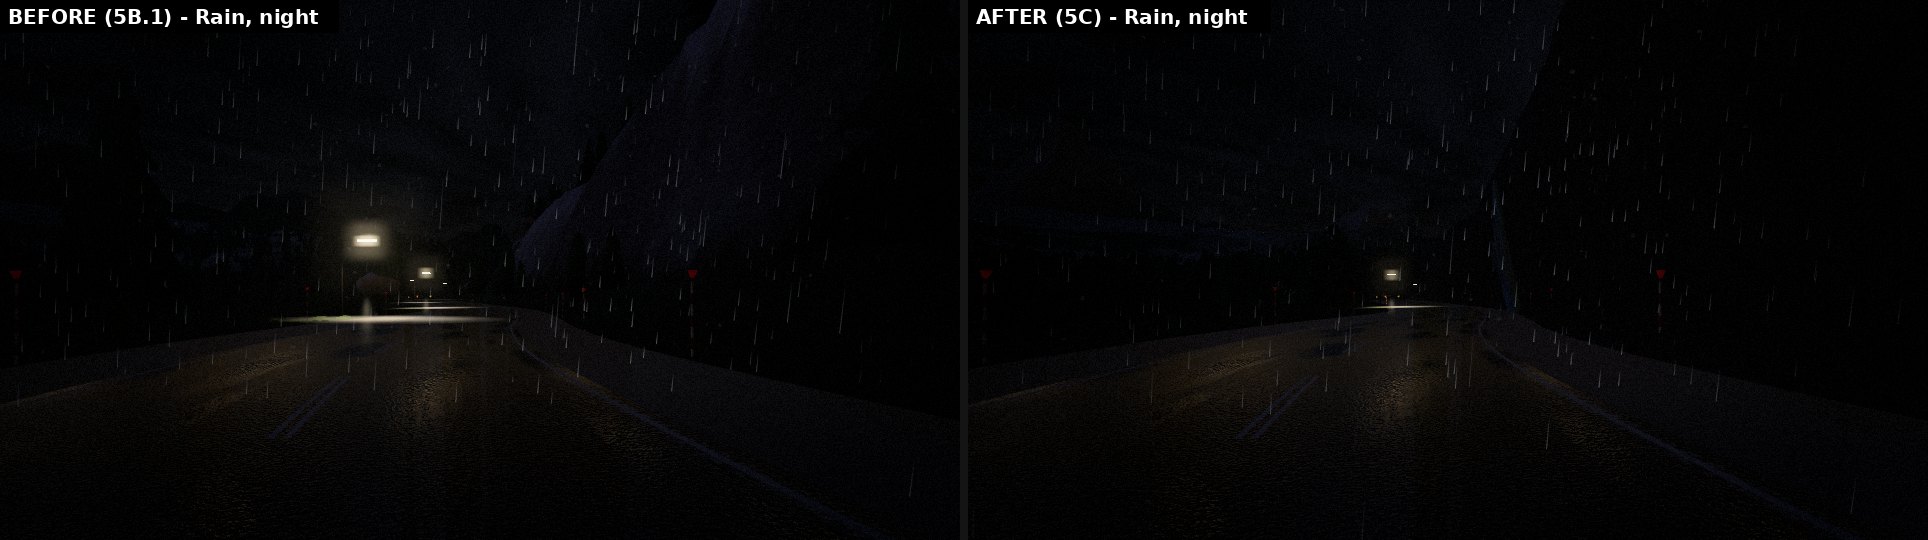 BEFORE (5B.1) - Rain, night
AFTER (5C) - Rain, night